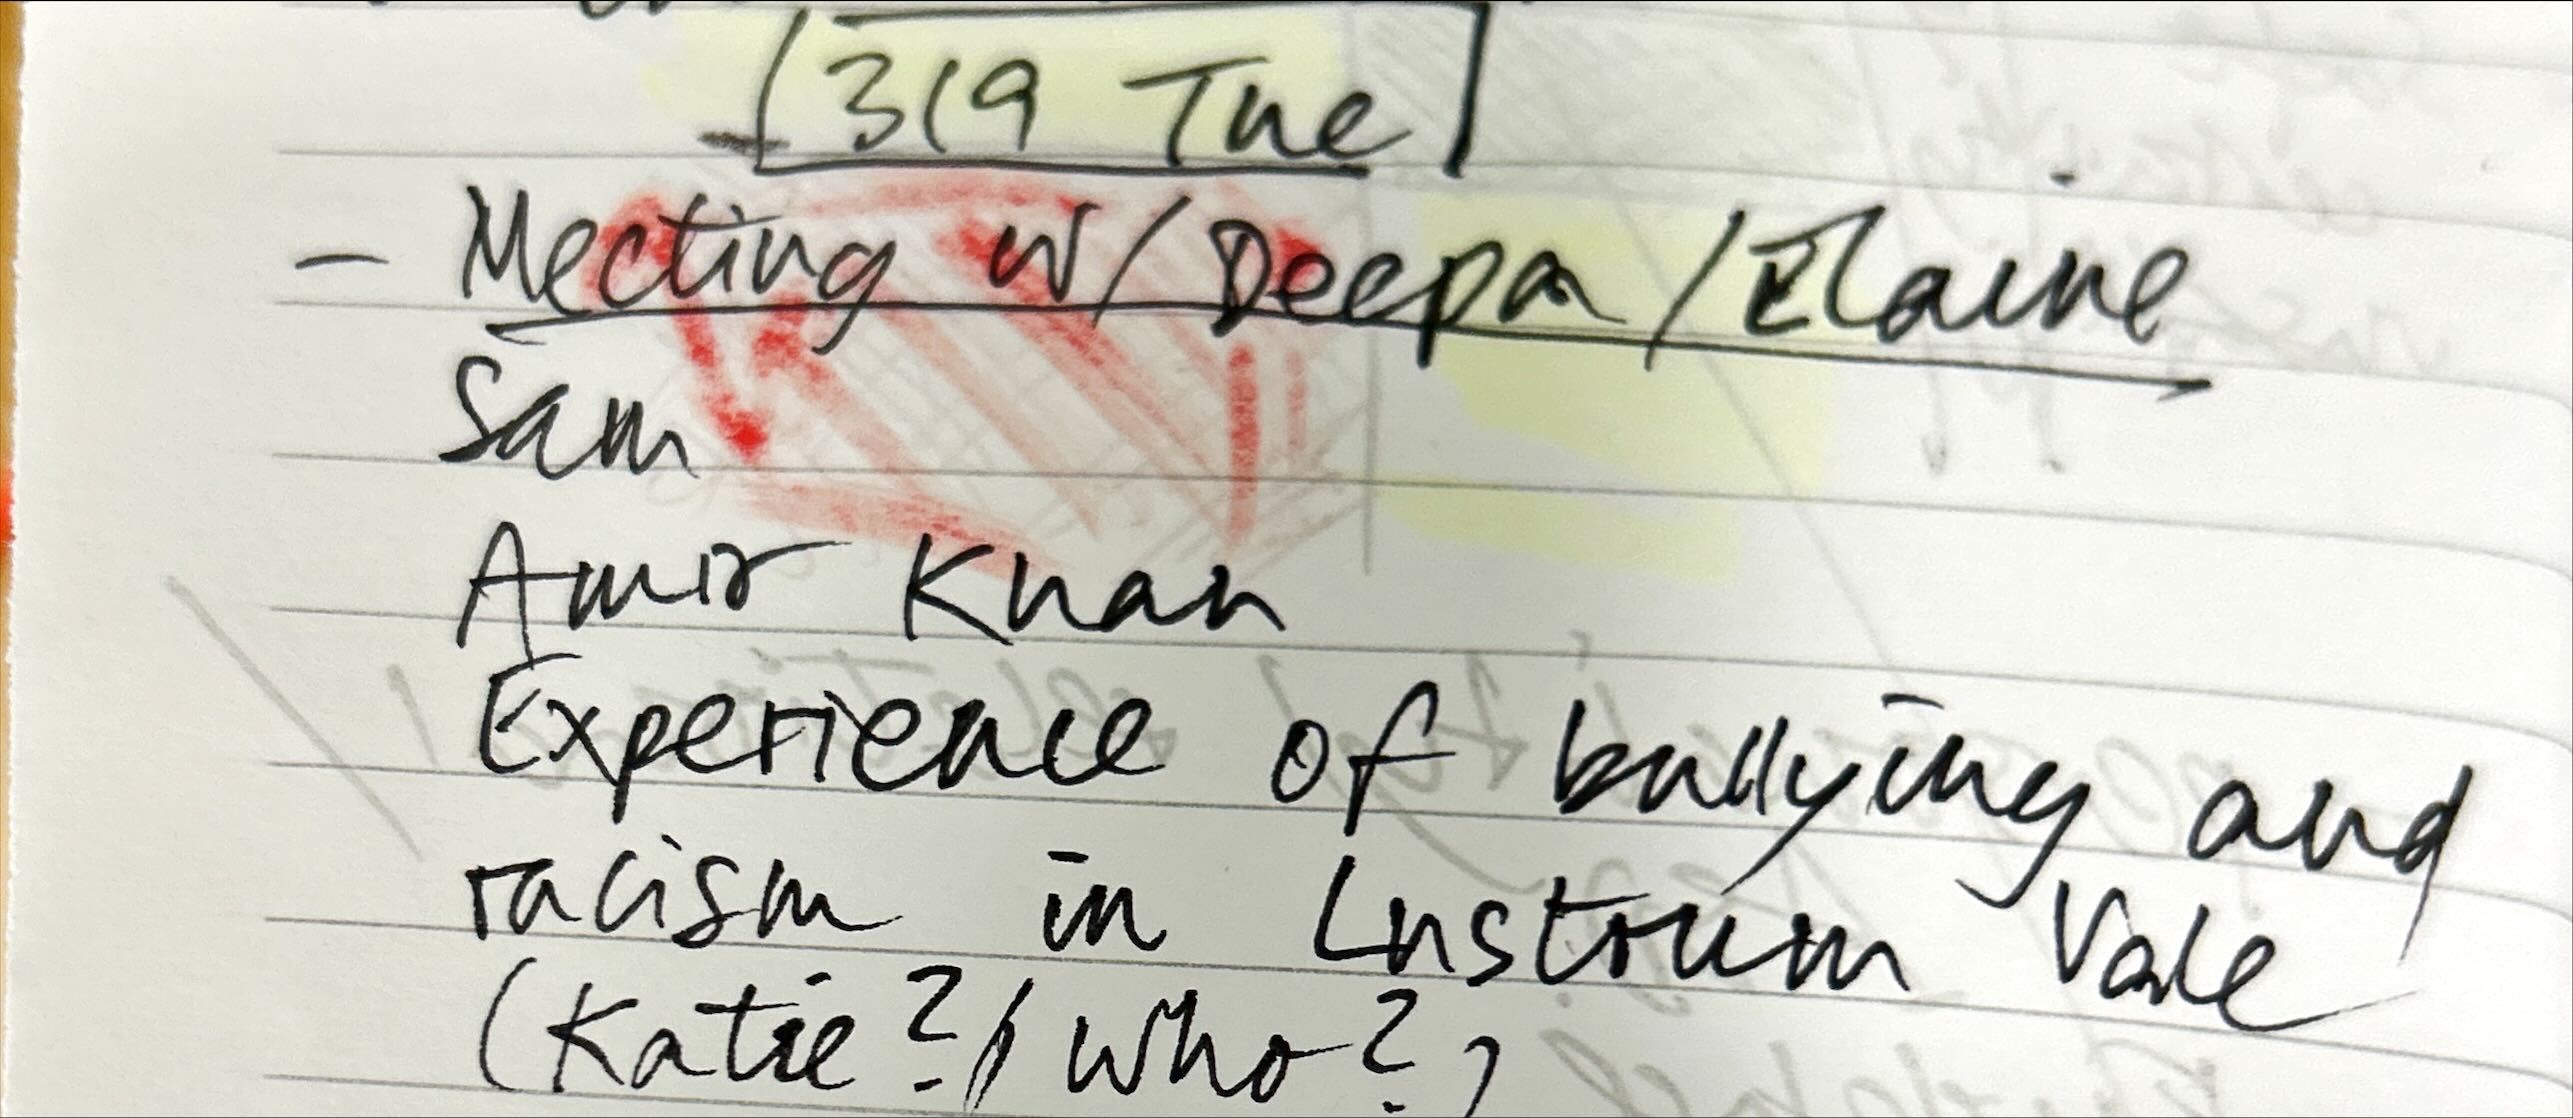 3/9 Tue
- Meeting w/ Deepa / Elaine
Sam
Amir Khan
Experience of bullying and
racism in Lustrum Vale
(Katie? / Who?)